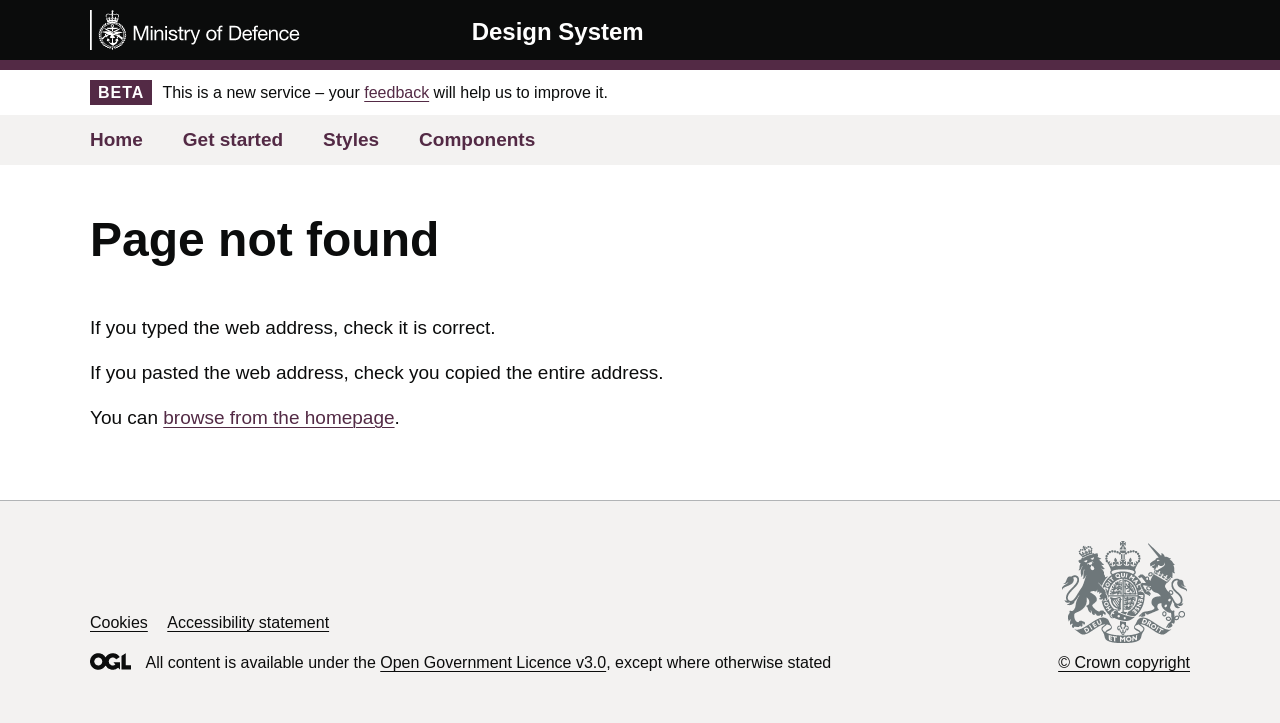 Ministry of Defence
Design System
BETA This is a new service – your feedback will help us to improve it.
Home Get started Styles Components
Page not found
If you typed the web address, check it is correct.
If you pasted the web address, check you copied the entire address.
You can browse from the homepage.
Cookies Accessibility statement
OGL All content is available under the Open Government Licence v3.0, except where otherwise stated
DIEU ET MON DROIT
© Crown copyright